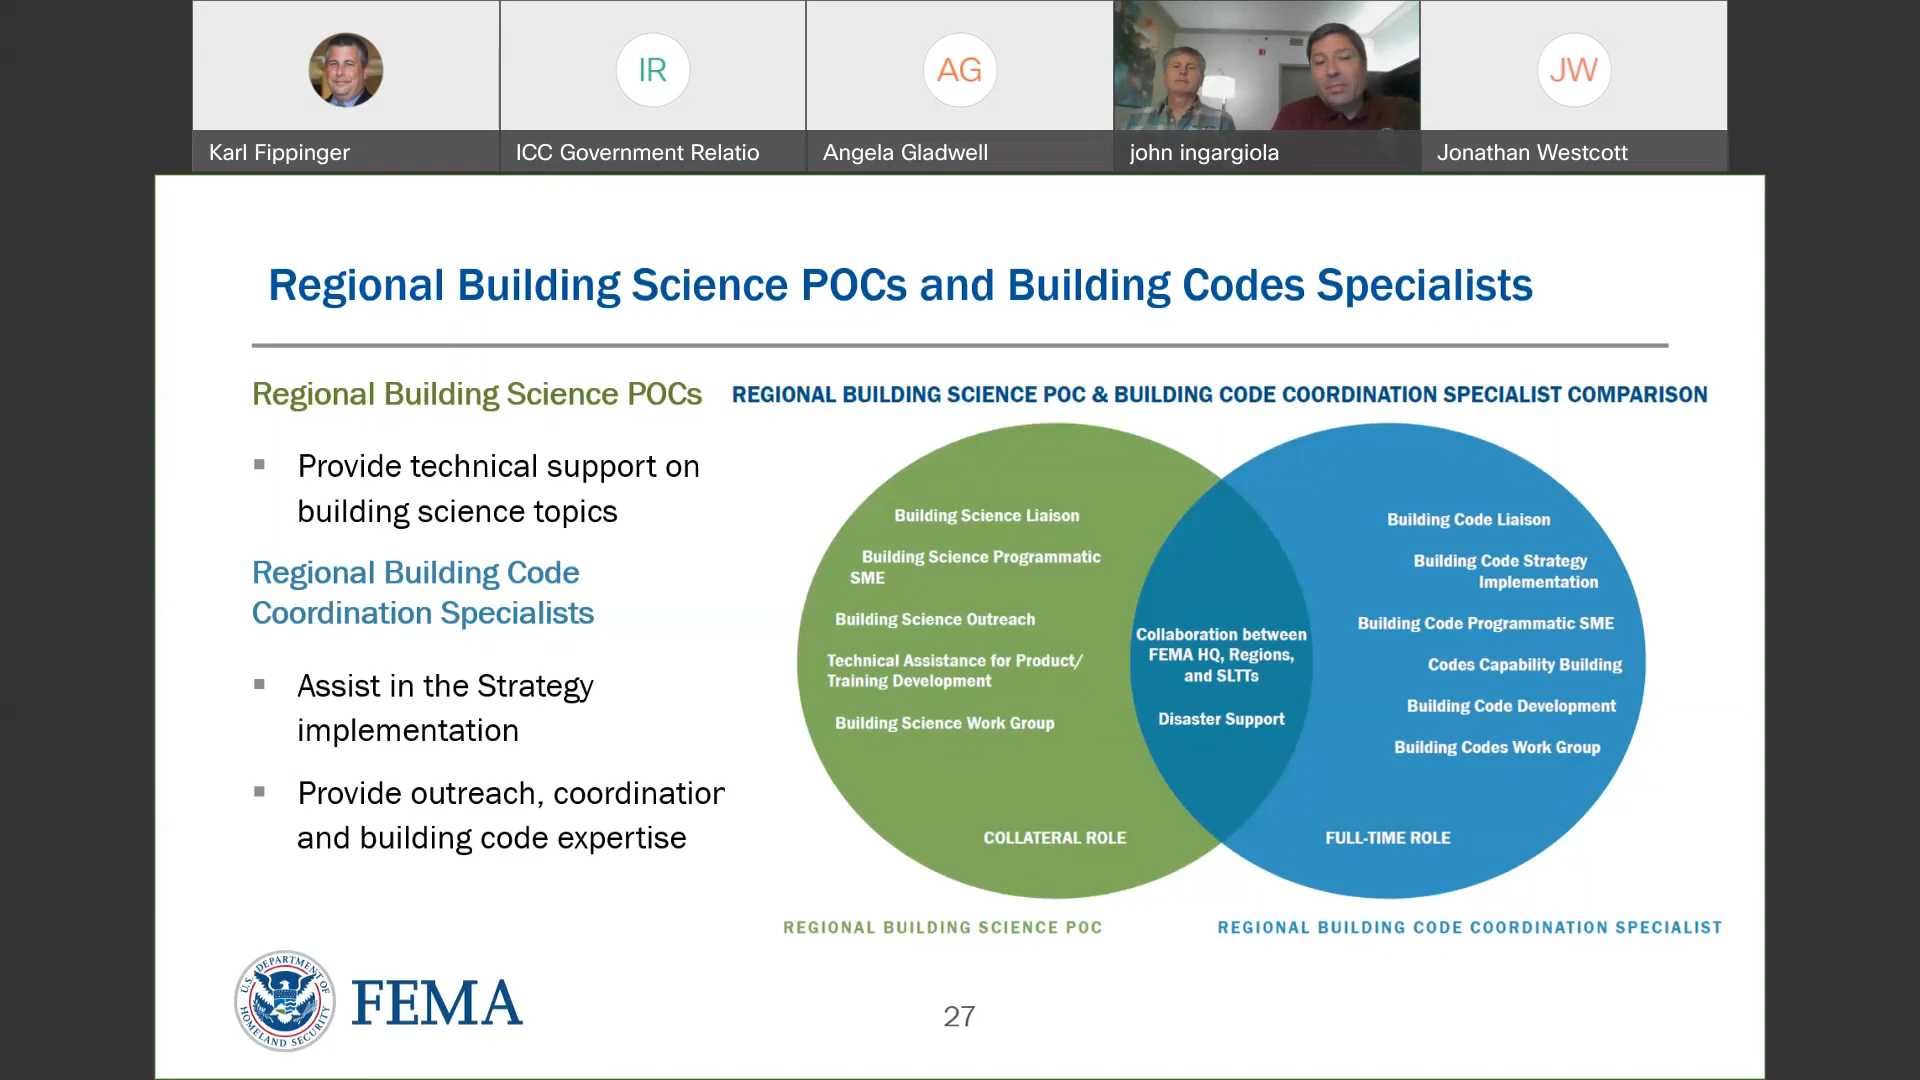 IR
AG
JW
Karl Fippinger
ICC Government Relatio
Angela Gladwell
john ingargiola
Jonathan Westcott
Regional Building Science POCs and Building Codes Specialists
Regional Building Science POCs
Provide technical support on
building science topics
Regional Building Code
Coordination Specialists
Assist in the Strategy
implementation
Provide outreach, coordination
and building code expertise
REGIONAL BUILDING SCIENCE POC & BUILDING CODE COORDINATION SPECIALIST COMPARISON
Building Science Liaison
Building Science Programmatic
SME
Building Science Outreach
Technical Assistance for Product/
Training Development
Building Science Work Group
COLLATERAL ROLE
Collaboration between
FEMA HQ, Regions,
and SLTTs
Disaster Support
Building Code Liaison
Building Code Strategy
Implementation
Building Code Programmatic SME
Codes Capability Building
Building Code Development
Building Codes Work Group
FULL-TIME ROLE
REGIONAL BUILDING SCIENCE POC
REGIONAL BUILDING CODE COORDINATION SPECIALIST
U.S. DEPARTMENT OF
HOMELAND SECURITY
FEMA
27